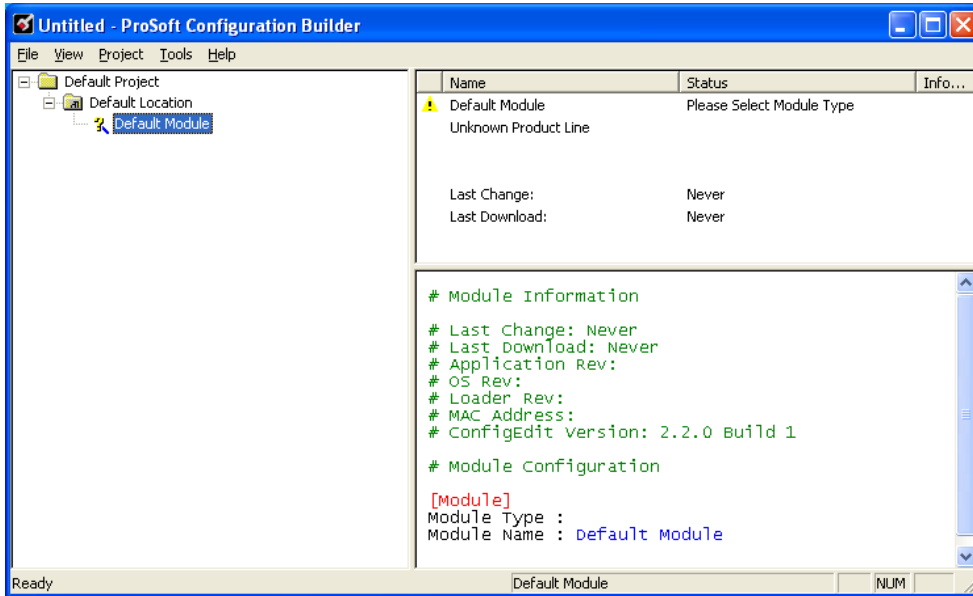 Untitled - ProSoft Configuration Builder
File View Project Tools Help
Default Project
Default Location
Default Module
Name Status Info...
Default Module Please Select Module Type
Unknown Product Line
Last Change: Never
Last Download: Never
# Module Information
# Last Change: Never
# Last Download: Never
# Application Rev:
# OS Rev:
# Loader Rev:
# MAC Address:
# ConfigEdit Version: 2.2.0 Build 1
# Module Configuration
[Module]
Module Type :
Module Name : Default Module
Ready Default Module NUM